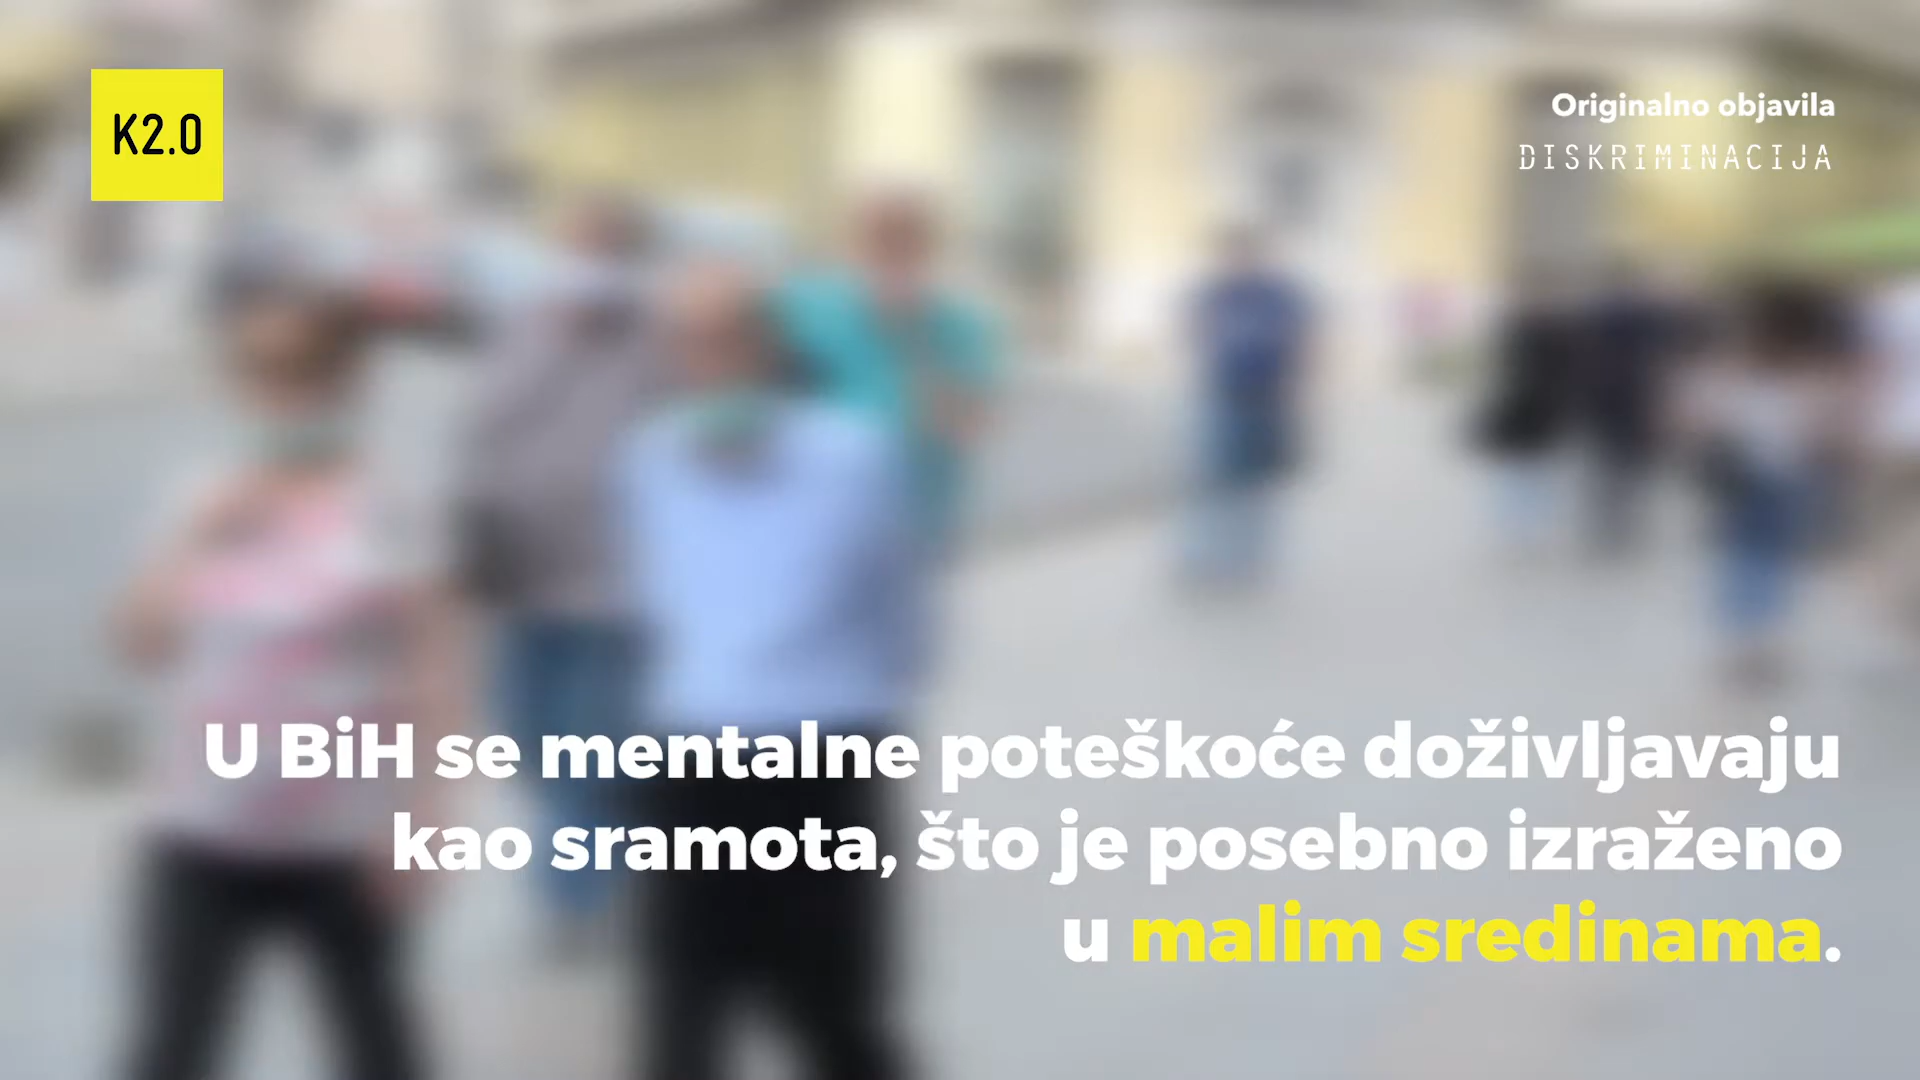 K2.0
Originalno objavila
DISKRIMINACIJA
U BiH se mentalne poteškoće doživljavaju
kao sramota, što je posebno izraženo
u malim sredinama.